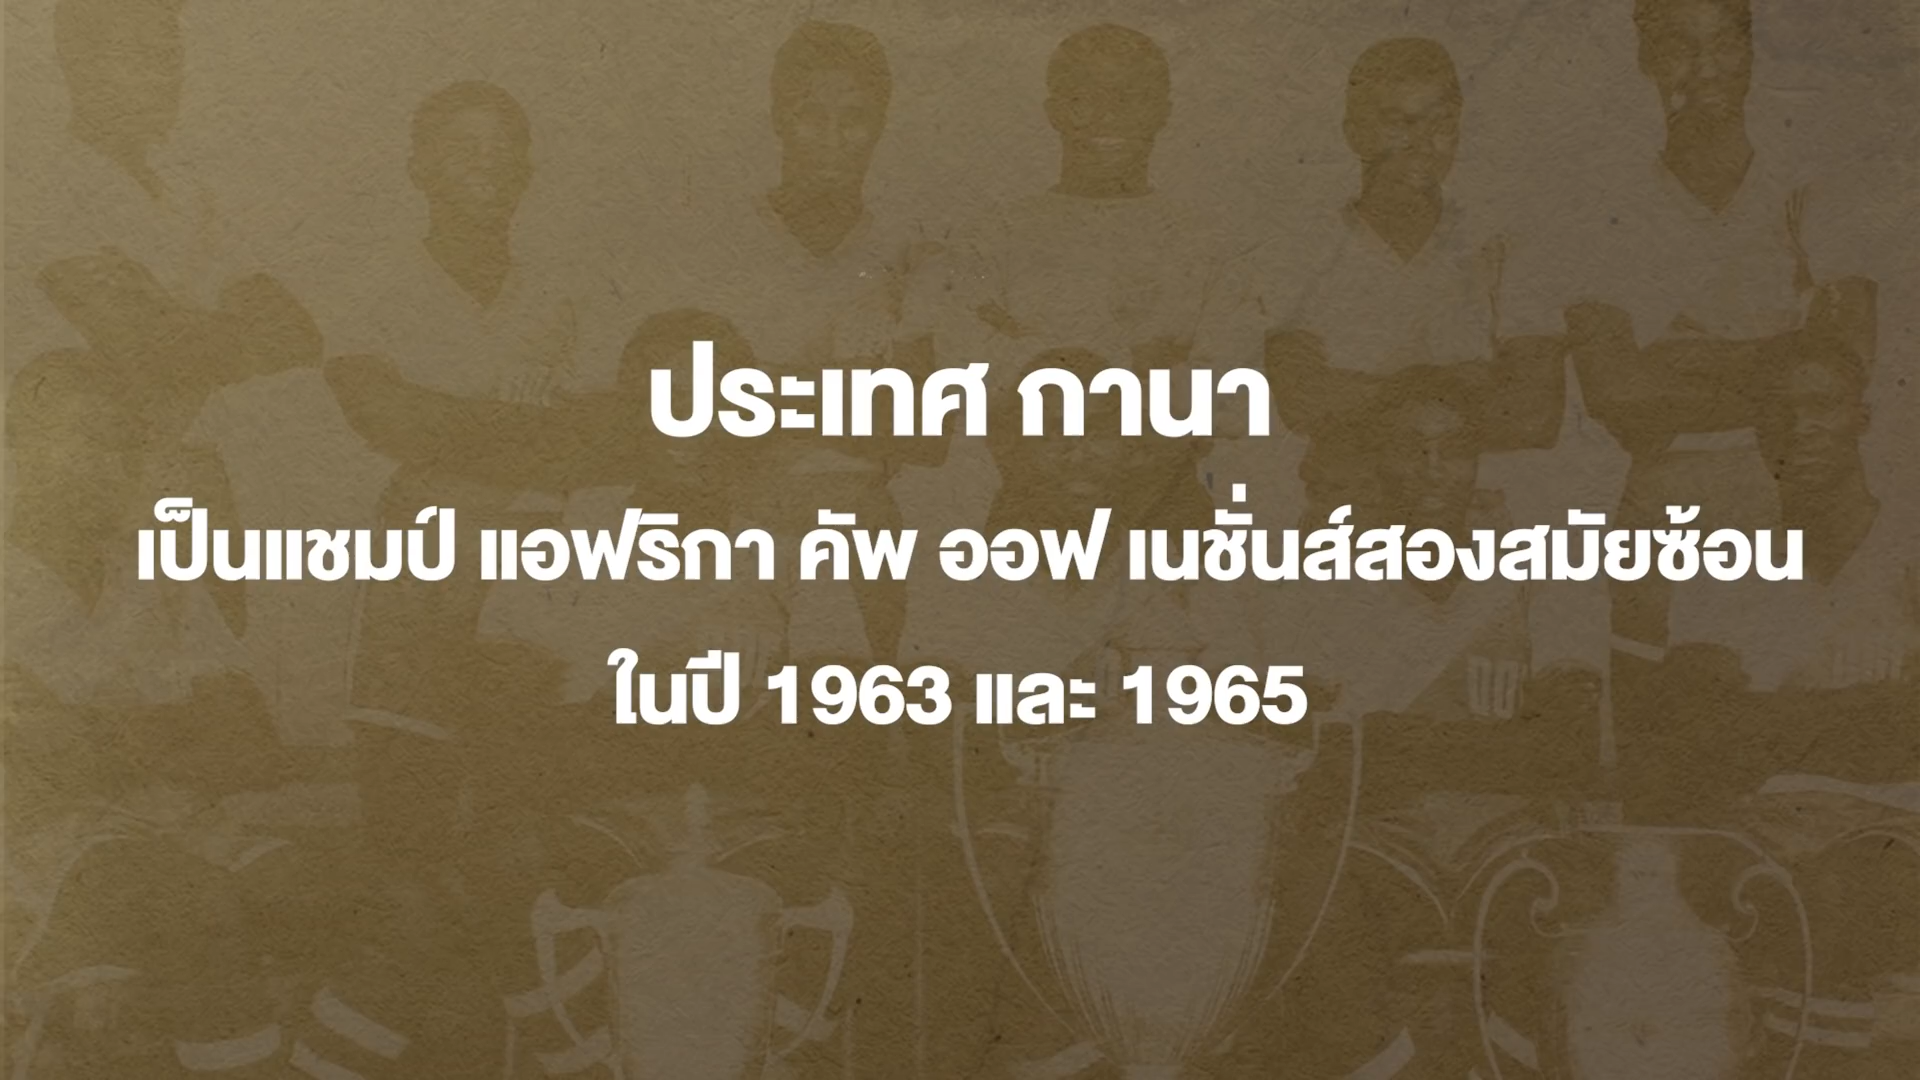 ประเทศ กานา
เป็นแชมป์ แอฟริกา คัพ ออฟ เนชั่นส์สองสมัยซ้อน
ในปี 1963 และ 1965